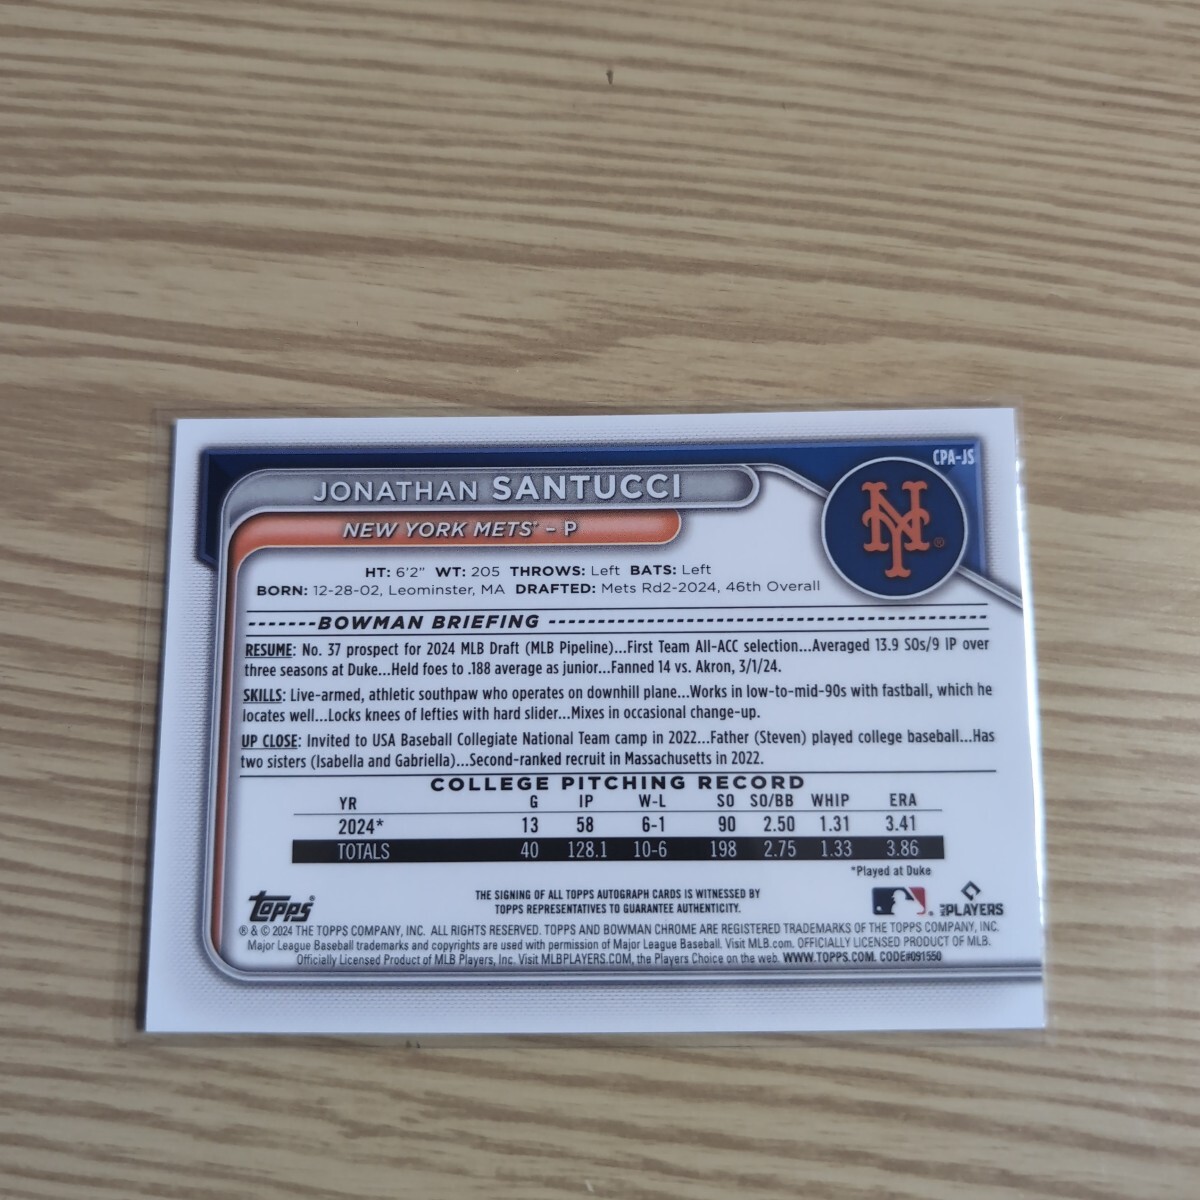 CPA-JS
JONATHAN SANTUCCI
NEW YORK METS® – P
NY®
HT: 6'2" WT: 205 THROWS: Left BATS: Left
BORN: 12-28-02, Leominster, MA DRAFTED: Mets Rd2-2024, 46th Overall
BOWMAN BRIEFING
RESUME: No. 37 prospect for 2024 MLB Draft (MLB Pipeline)...First Team All-ACC selection...Averaged 13.9 SOs/9 IP over
three seasons at Duke...Held foes to .188 average as junior...Fanned 14 vs. Akron, 3/1/24.
SKILLS: Live-armed, athletic southpaw who operates on downhill plane...Works in low-to-mid-90s with fastball, which he
locates well...Locks knees of lefties with hard slider...Mixes in occasional change-up.
UP CLOSE: Invited to USA Baseball Collegiate National Team camp in 2022...Father (Steven) played college baseball...Has
two sisters (Isabella and Gabriella)...Second-ranked recruit in Massachusetts in 2022.
COLLEGE PITCHING RECORD
YR G IP W-L SO SO/BB WHIP ERA
2024* 13 58 6-1 90 2.50 1.31 3.41
TOTALS 40 128.1 10-6 198 2.75 1.33 3.86
*Played at Duke
topps®
THE SIGNING OF ALL TOPPS AUTOGRAPH CARDS IS WITNESSED BY
TOPPS REPRESENTATIVES TO GUARANTEE AUTHENTICITY.
PLAYERS
® & © 2024 THE TOPPS COMPANY, INC. ALL RIGHTS RESERVED. TOPPS AND BOWMAN CHROME ARE REGISTERED TRADEMARKS OF THE TOPPS COMPANY, INC.
Major League Baseball trademarks and copyrights are used with permission of Major League Baseball. Visit MLB.com. OFFICIALLY LICENSED PRODUCT OF MLB.
Officially Licensed Product of MLB Players, Inc. Visit MLBPLAYERS.COM, the Players Choice on the web. WWW.TOPPS.COM. CODE#091550